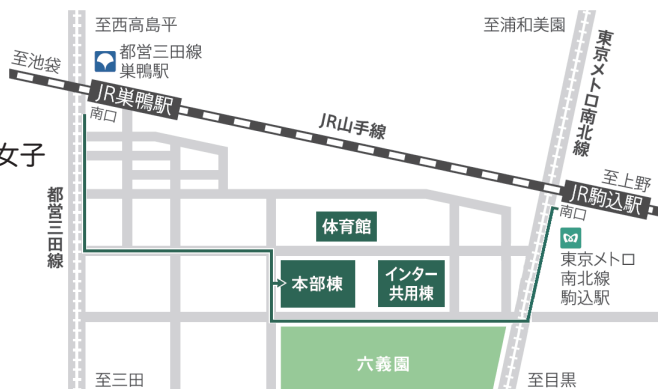 至西高島平
至浦和美園
都営三田線
巣鴨駅
至池袋
JR巣鴨駅
南口
JR山手線
東京メトロ南北線
女子
至上野
JR駒込駅
南口
都営三田線
体育館
本部棟
インター
共用棟
東京メトロ
南北線
駒込駅
六義園
至三田
至目黒